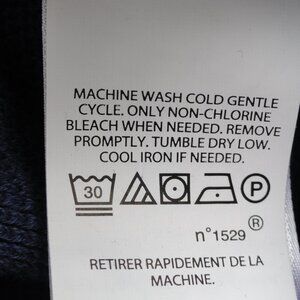 MACHINE WASH COLD GENTLE
CYCLE. ONLY NON-CHLORINE
BLEACH WHEN NEEDED. REMOVE
PROMPTLY. TUMBLE DRY LOW.
COOL IRON IF NEEDED.
30 P
n°1529 ®
RETIRER RAPIDEMENT DE LA
MACHINE.